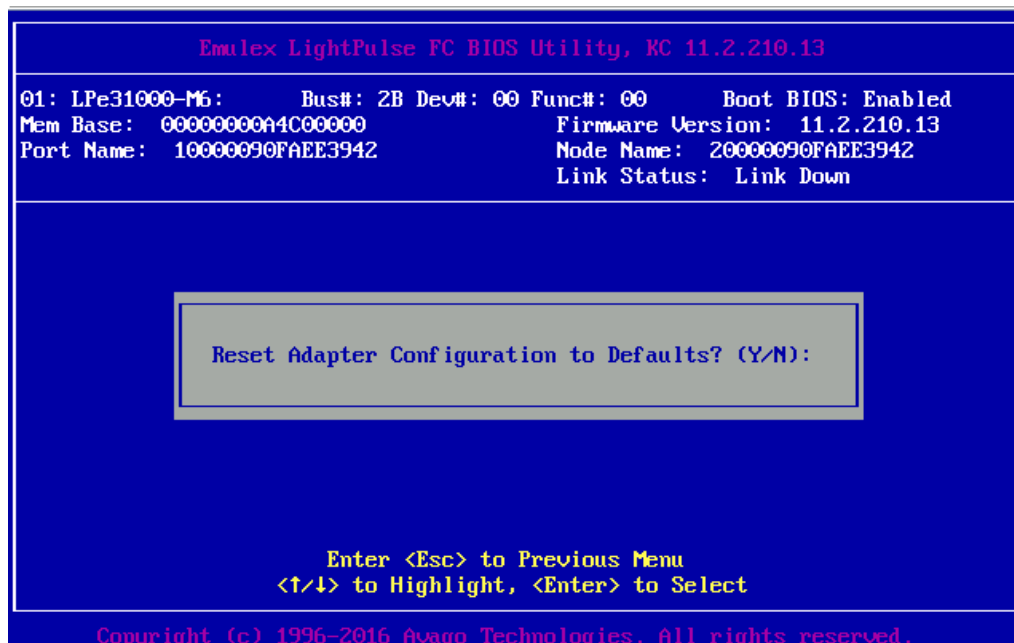 Emulex LightPulse FC BIOS Utility, KC 11.2.210.13
01: LPe31000-M6: Bus#: 2B Dev#: 00 Func#: 00 Boot BIOS: Enabled
Mem Base: 00000000A4C00000 Firmware Version: 11.2.210.13
Port Name: 10000090FAEE3942 Node Name: 20000090FAEE3942
Link Status: Link Down
Reset Adapter Configuration to Defaults? (Y/N):
Enter <Esc> to Previous Menu
<↑/↓> to Highlight, <Enter> to Select
Copyright (c) 1996-2016 Avago Technologies. All rights reserved.